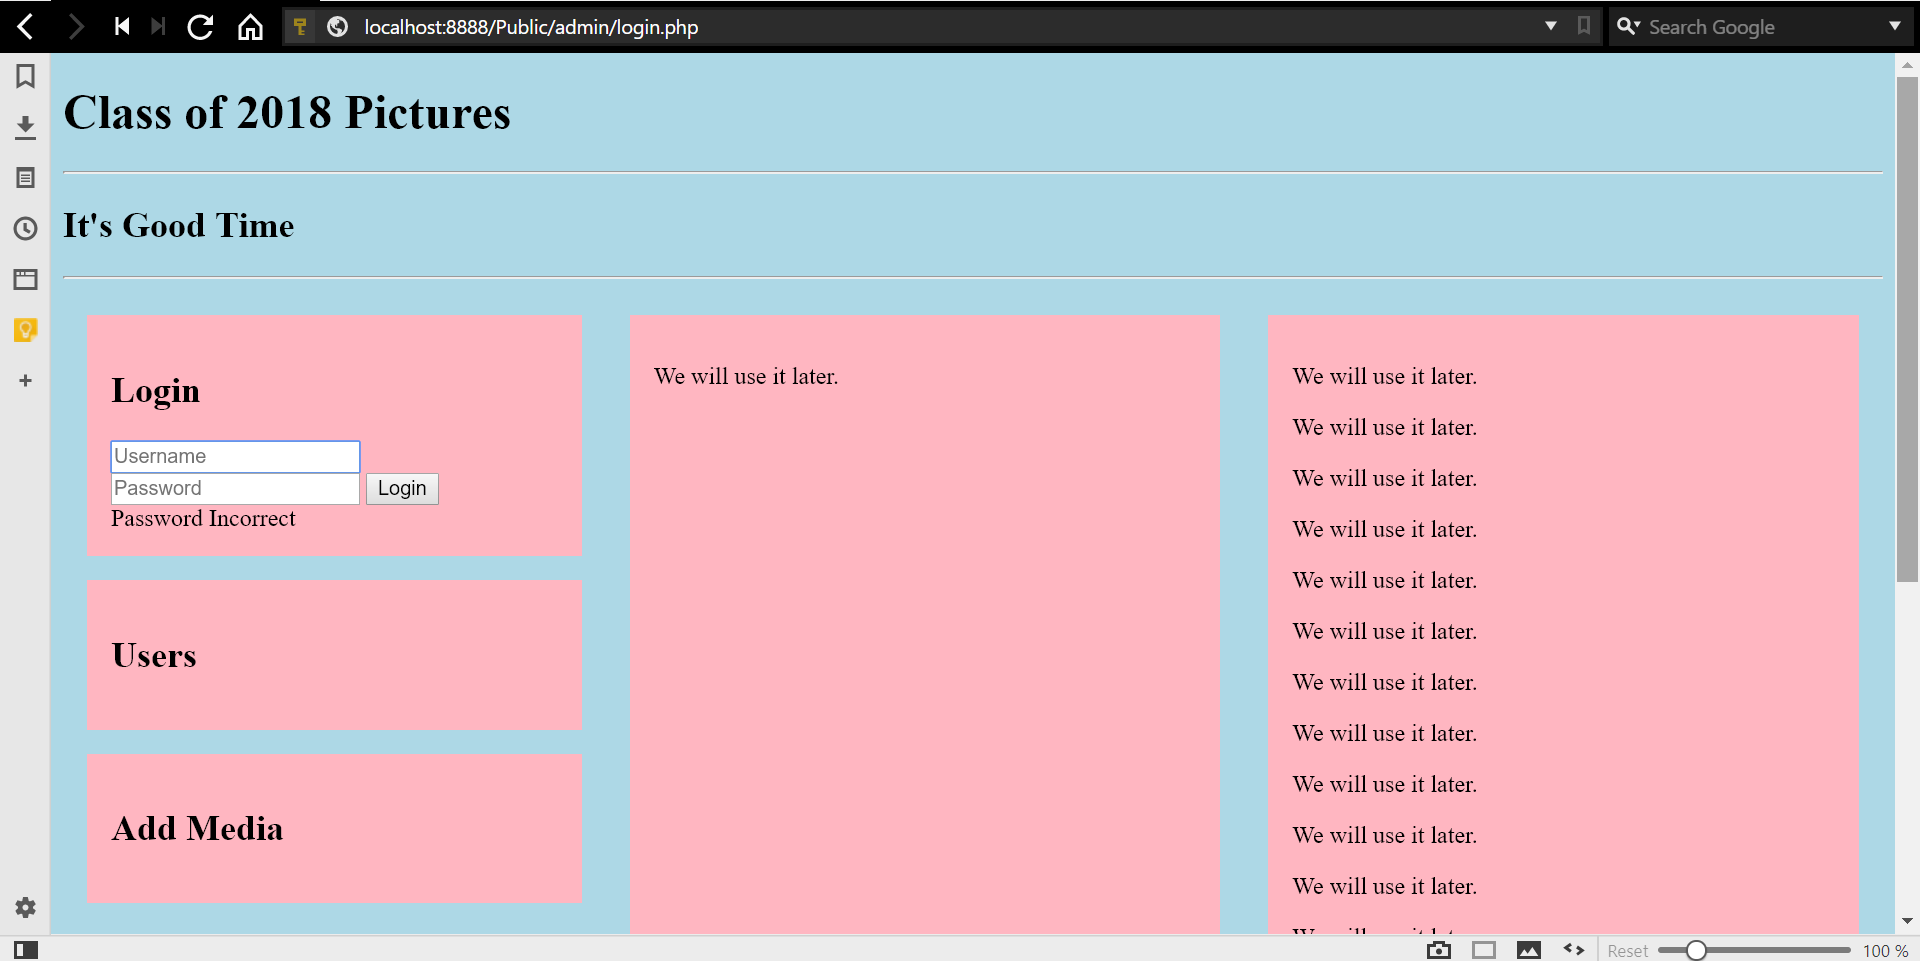 localhost:8888/Public/admin/login.php
Search Google
Class of 2018 Pictures
It's Good Time
Login
Username
Password
Login
Password Incorrect
Users
Add Media
We will use it later.
We will use it later.
We will use it later.
We will use it later.
We will use it later.
We will use it later.
We will use it later.
We will use it later.
We will use it later.
We will use it later.
We will use it later.
We will use it later.
Reset
100 %